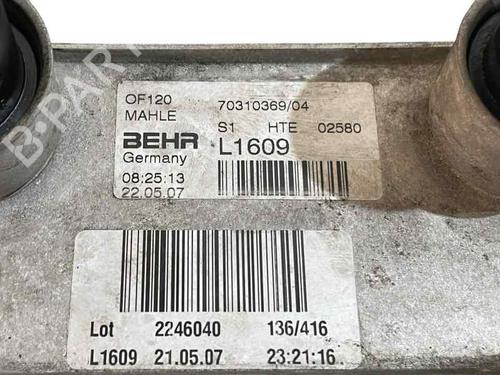 OF120 70310369/04
MAHLE S1 HTE 02580
BEHR L1609
Germany
08:25:13
22.05.07
Lot 2246040 136/416
L1609 21.05.07 23:21:16
B-Parts